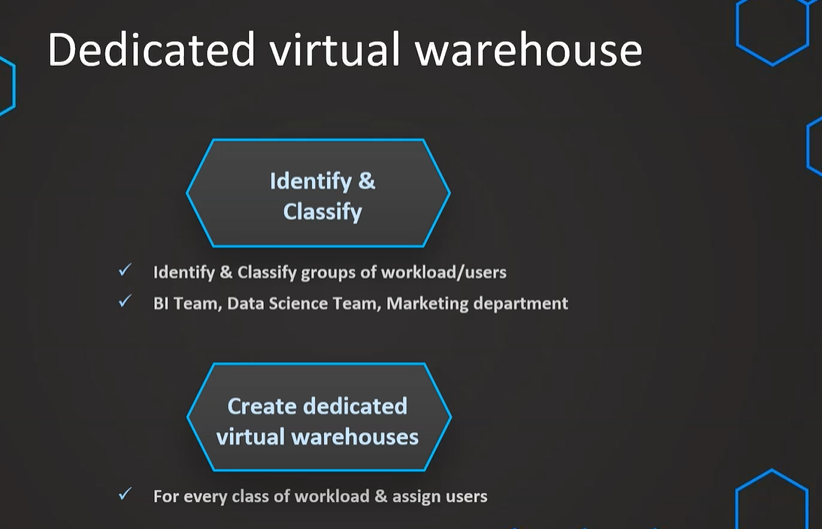 Dedicated virtual warehouse
Identify &
Classify
Identify & Classify groups of workload/users
BI Team, Data Science Team, Marketing department
Create dedicated
virtual warehouses
For every class of workload & assign users